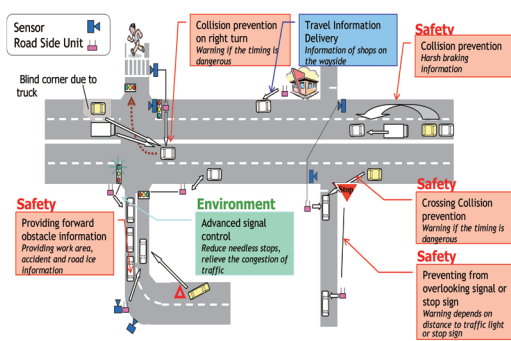 Sensor
Road Side Unit
Blind corner due to
truck
Collision prevention
on right turn
Warning if the timing is
dangerous
Travel Information
Delivery
Information of shops on
the wayside
Safety
Collision prevention
Harsh braking
information
Safety
Providing forward
obstacle information
Providing work area,
accident and road ice
information
Environment
Advanced signal
control
Reduce needless stops,
relieve the congestion of
traffic
Stop
Safety
Crossing Collision
prevention
Warning if the timing is
dangerous
Safety
Preventing from
overlooking signal or
stop sign
Warning depends on
distance to traffic light
or stop sign